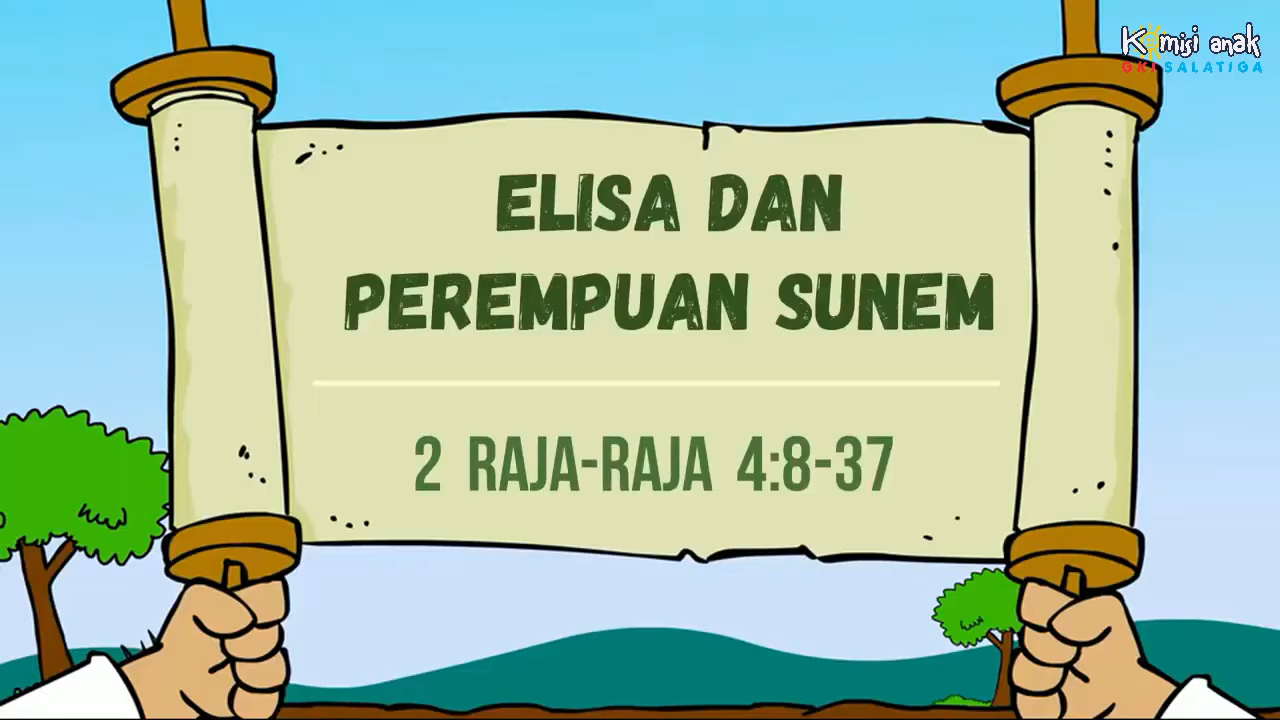 Komisi anak
GKI SALATIGA
ELISA DAN
PEREMPUAN SUNEM
2 RAJA-RAJA 4:8-37